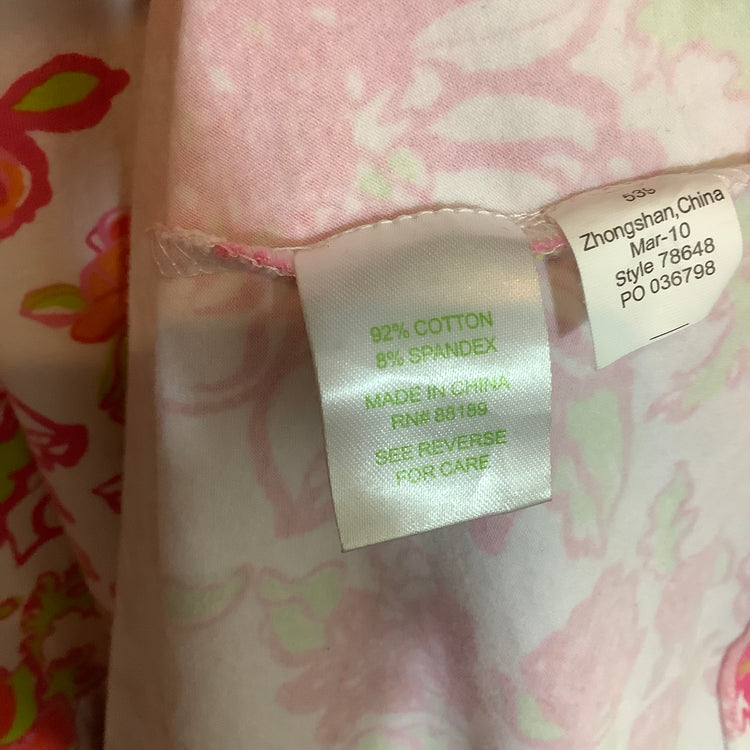 92% COTTON
8% SPANDEX
MADE IN CHINA
RN# 88189
SEE REVERSE
FOR CARE
Zhongshan,China
Mar-10
Style 78648
PO 036798